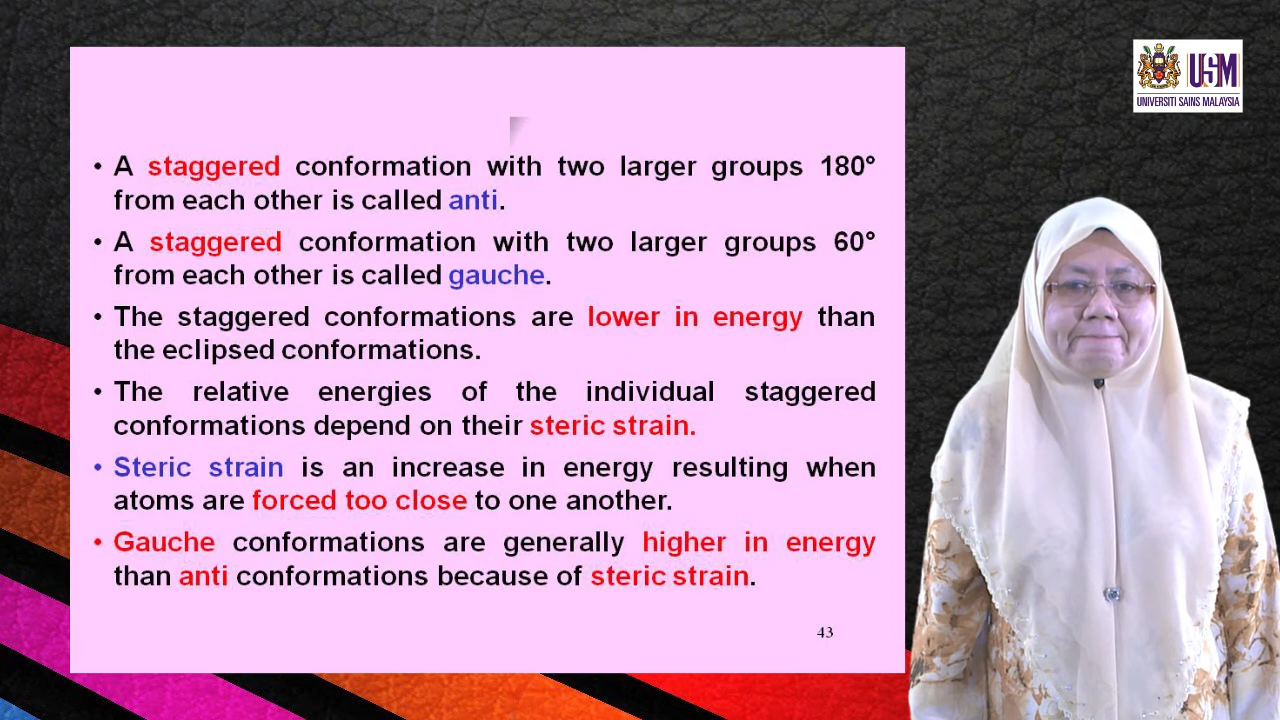 USM
UNIVERSITI SAINS MALAYSIA
• A staggered conformation with two larger groups 180°
from each other is called anti.
• A staggered conformation with two larger groups 60°
from each other is called gauche.
• The staggered conformations are lower in energy than
the eclipsed conformations.
• The relative energies of the individual staggered
conformations depend on their steric strain.
• Steric strain is an increase in energy resulting when
atoms are forced too close to one another.
• Gauche conformations are generally higher in energy
than anti conformations because of steric strain.
43